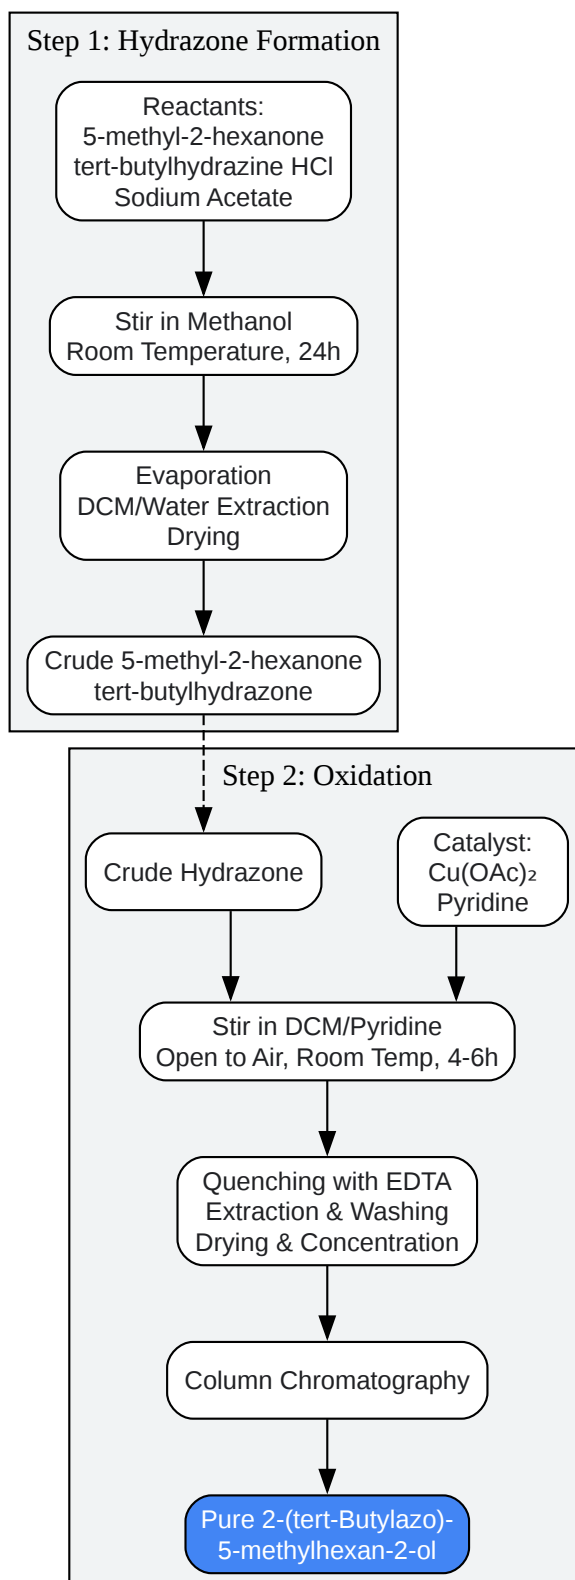 Step 1: Hydrazone Formation
Reactants:
5-methyl-2-hexanone
tert-butylhydrazine HCl
Sodium Acetate
Stir in Methanol
Room Temperature, 24h
Evaporation
DCM/Water Extraction
Drying
Crude 5-methyl-2-hexanone
tert-butylhydrazone
Step 2: Oxidation
Crude Hydrazone
Catalyst:
Cu(OAc)₂
Pyridine
Stir in DCM/Pyridine
Open to Air, Room Temp, 4-6h
Quenching with EDTA
Extraction & Washing
Drying & Concentration
Column Chromatography
Pure 2-(tert-Butylazo)-
5-methylhexan-2-ol